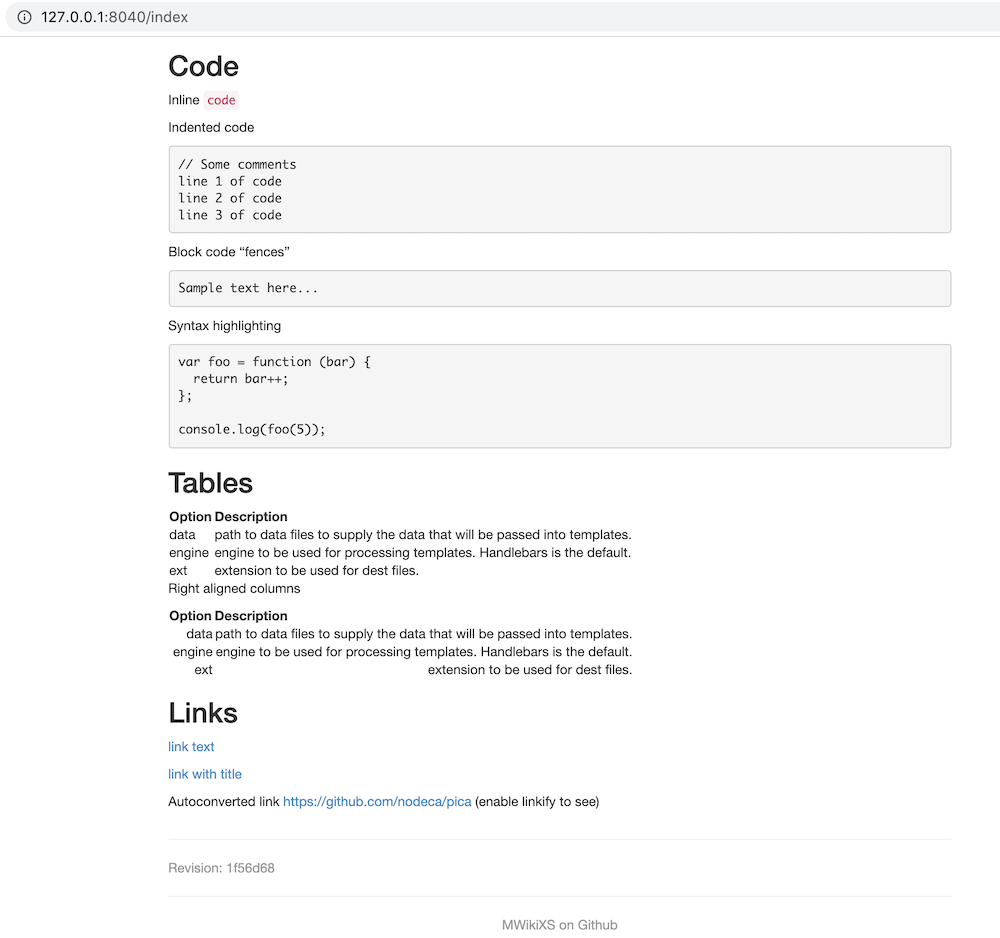 127.0.0.1:8040/index
Code
Inline code
Indented code
// Some comments
line 1 of code
line 2 of code
line 3 of code
Block code “fences”
Sample text here...
Syntax highlighting
var foo = function (bar) {
  return bar++;
};
console.log(foo(5));
Tables
Option Description
data path to data files to supply the data that will be passed into templates.
engine engine to be used for processing templates. Handlebars is the default.
ext extension to be used for dest files.
Right aligned columns
Option Description
data path to data files to supply the data that will be passed into templates.
engine engine to be used for processing templates. Handlebars is the default.
ext extension to be used for dest files.
Links
link text
link with title
Autoconverted link https://github.com/nodeca/pica (enable linkify to see)
Revision: 1f56d68
MWikiXS on Github